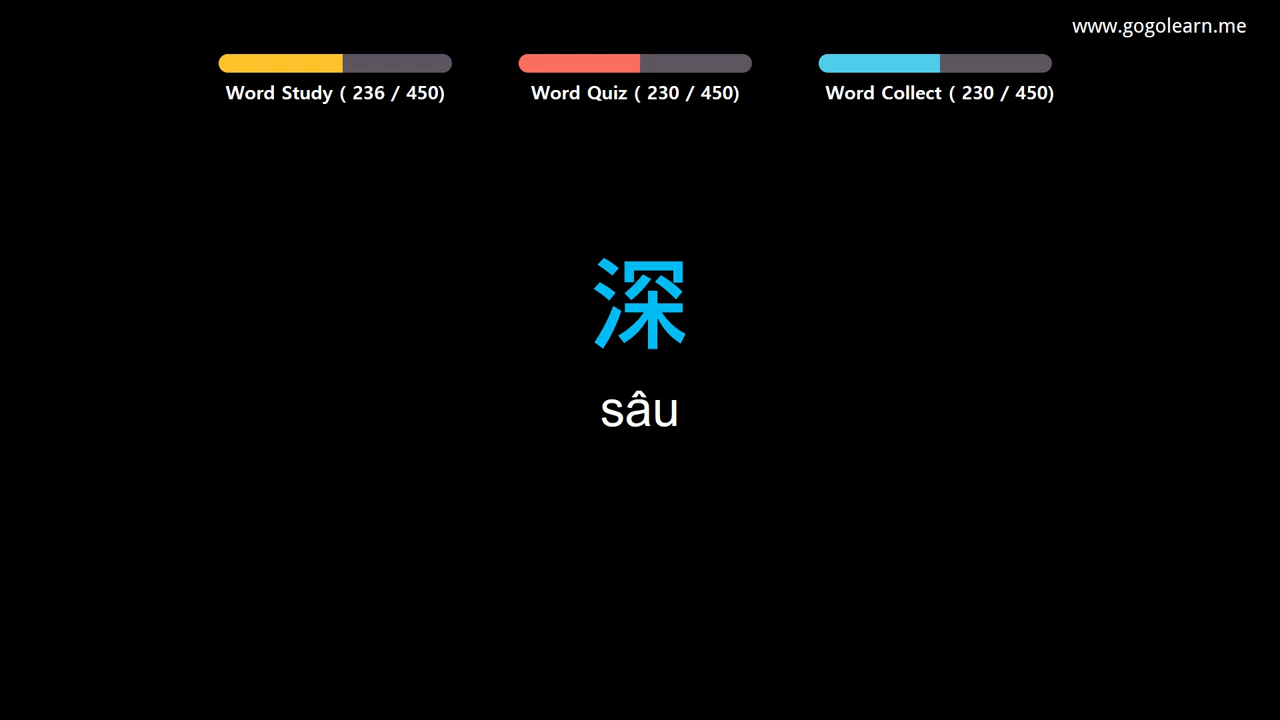 www.gogolearn.me
Word Study ( 236 / 450)
Word Quiz ( 230 / 450)
Word Collect ( 230 / 450)
深
sâu